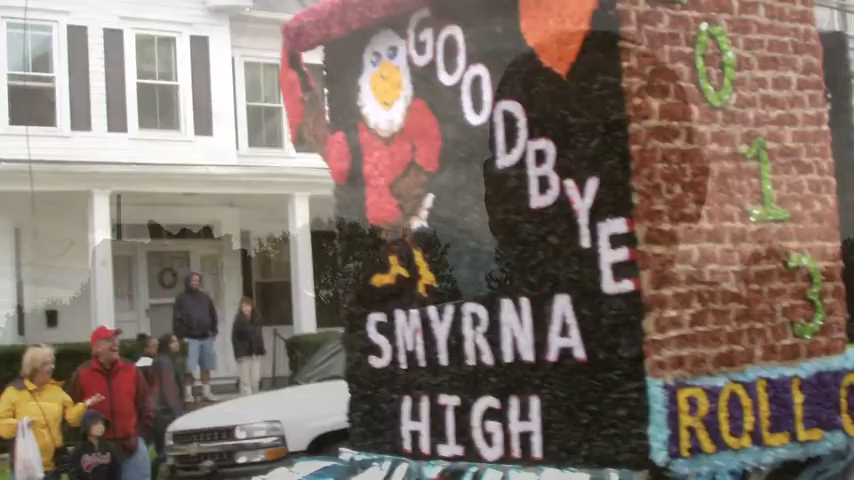 GOODBYE
SMYRNA
HIGH
013
ROLL